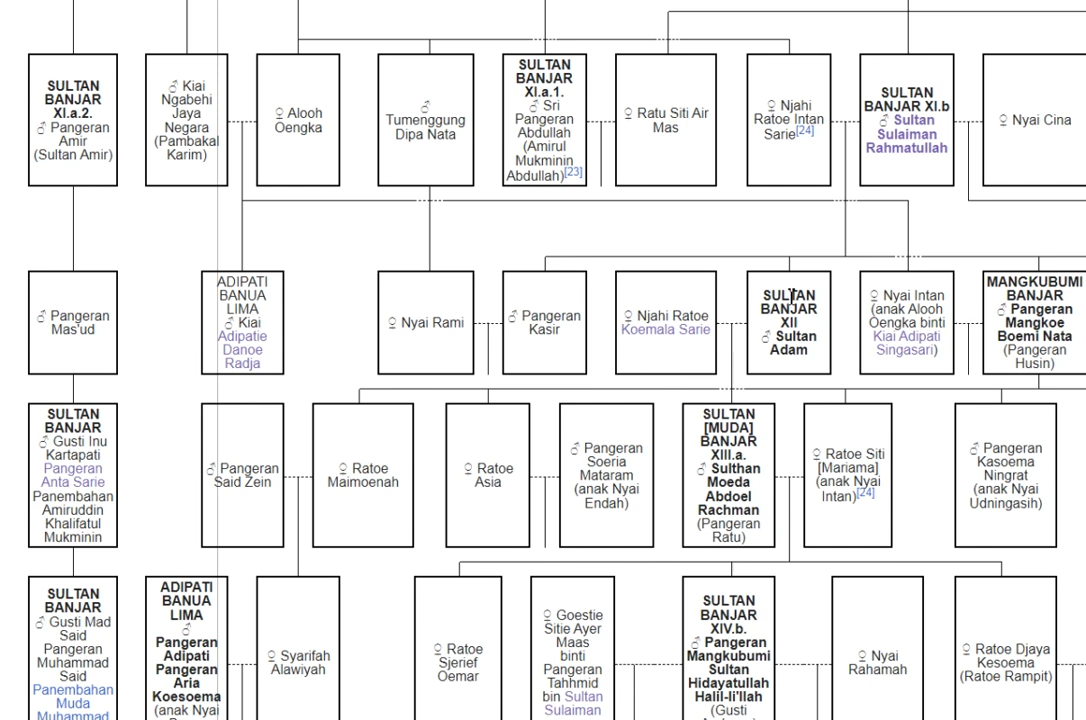 SULTAN
BANJAR
XI.a.2.
♂ Pangeran
Amir
(Sultan Amir)
♂ Kiai
Ngabehi
Jaya
Negara
(Pambakal
Karim)
♀ Alooh
Oengka
♂
Tumenggung
Dipa Nata
SULTAN
BANJAR
XI.a.1.
♂ Sri
Pangeran
Abdullah
(Amirul
Mukminin
Abdullah)[23]
♀ Ratu Siti Air
Mas
♀ Njahi
Ratoe Intan
Sarie[24]
SULTAN
BANJAR XI.b
♂ Sultan
Sulaiman
Rahmatullah
♀ Nyai Cina
♂ Pangeran
Mas'ud
ADIPATI
BANUA
LIMA
♂ Kiai
Adipatie
Danoe
Radja
♀ Nyai Rami
♂ Pangeran
Kasir
♀ Njahi Ratoe
Koemala Sarie
SULTAN
BANJAR
XII
♂ Sultan
Adam
♀ Nyai Intan
(anak Alooh
Oengka binti
Kiai Adipati
Singasari)
MANGKUBUMI
BANJAR
♂ Pangeran
Mangkoe
Boemi Nata
(Pangeran
Husin)
SULTAN
BANJAR
♂ Gusti Inu
Kartapati
Pangeran
Anta Sarie
Panembahan
Amiruddin
Khalifatul
Mukminin
♂ Pangeran
Said Zein
♀ Ratoe
Maimoenah
♀ Ratoe
Asia
♂ Pangeran
Soeria
Mataram
(anak Nyai
Endah)
SULTAN
[MUDA]
BANJAR
XIII.a.
♂ Sulthan
Moeda
Abdoel
Rachman
(Pangeran
Ratu)
♀ Ratoe Siti
[Mariama]
(anak Nyai
Intan)[24]
♂ Pangeran
Kasoema
Ningrat
(anak Nyai
Udningasih)
SULTAN
BANJAR
♂ Gusti Mad
Said
Pangeran
Muhammad
Said
Panembahan
Muda
Muhammad
ADIPATI
BANUA
LIMA
♂
Pangeran
Adipati
Pangeran
Aria
Koesoema
(anak Nyai
♀ Syarifah
Alawiyah
♀ Ratoe
Sjerief
Oemar
♀ Goestie
Sitie Ayer
Maas
binti
Pangeran
Tahhmid
bin Sultan
Sulaiman
SULTAN
BANJAR
XIV.b.
♂ Pangeran
Mangkubumi
Sultan
Hidayatullah
Halil-li'llah
(Gusti
♀ Nyai
Rahamah
♀ Ratoe Djaya
Kesoema
(Ratoe Rampit)